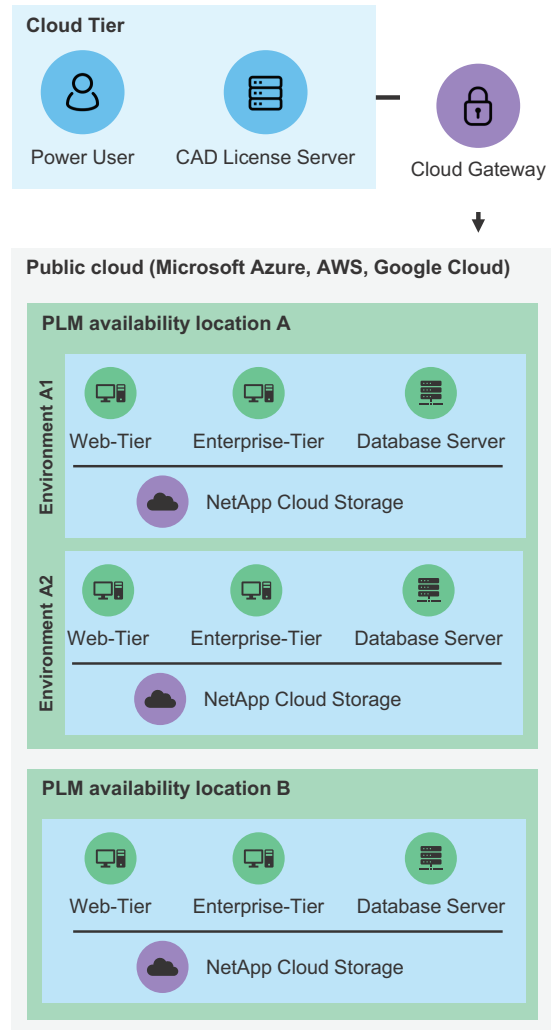 Cloud Tier
Power User
CAD License Server
Cloud Gateway
Public cloud (Microsoft Azure, AWS, Google Cloud)
PLM availability location A
Environment A1
Web-Tier
Enterprise-Tier
Database Server
NetApp Cloud Storage
Environment A2
Web-Tier
Enterprise-Tier
Database Server
NetApp Cloud Storage
PLM availability location B
Web-Tier
Enterprise-Tier
Database Server
NetApp Cloud Storage